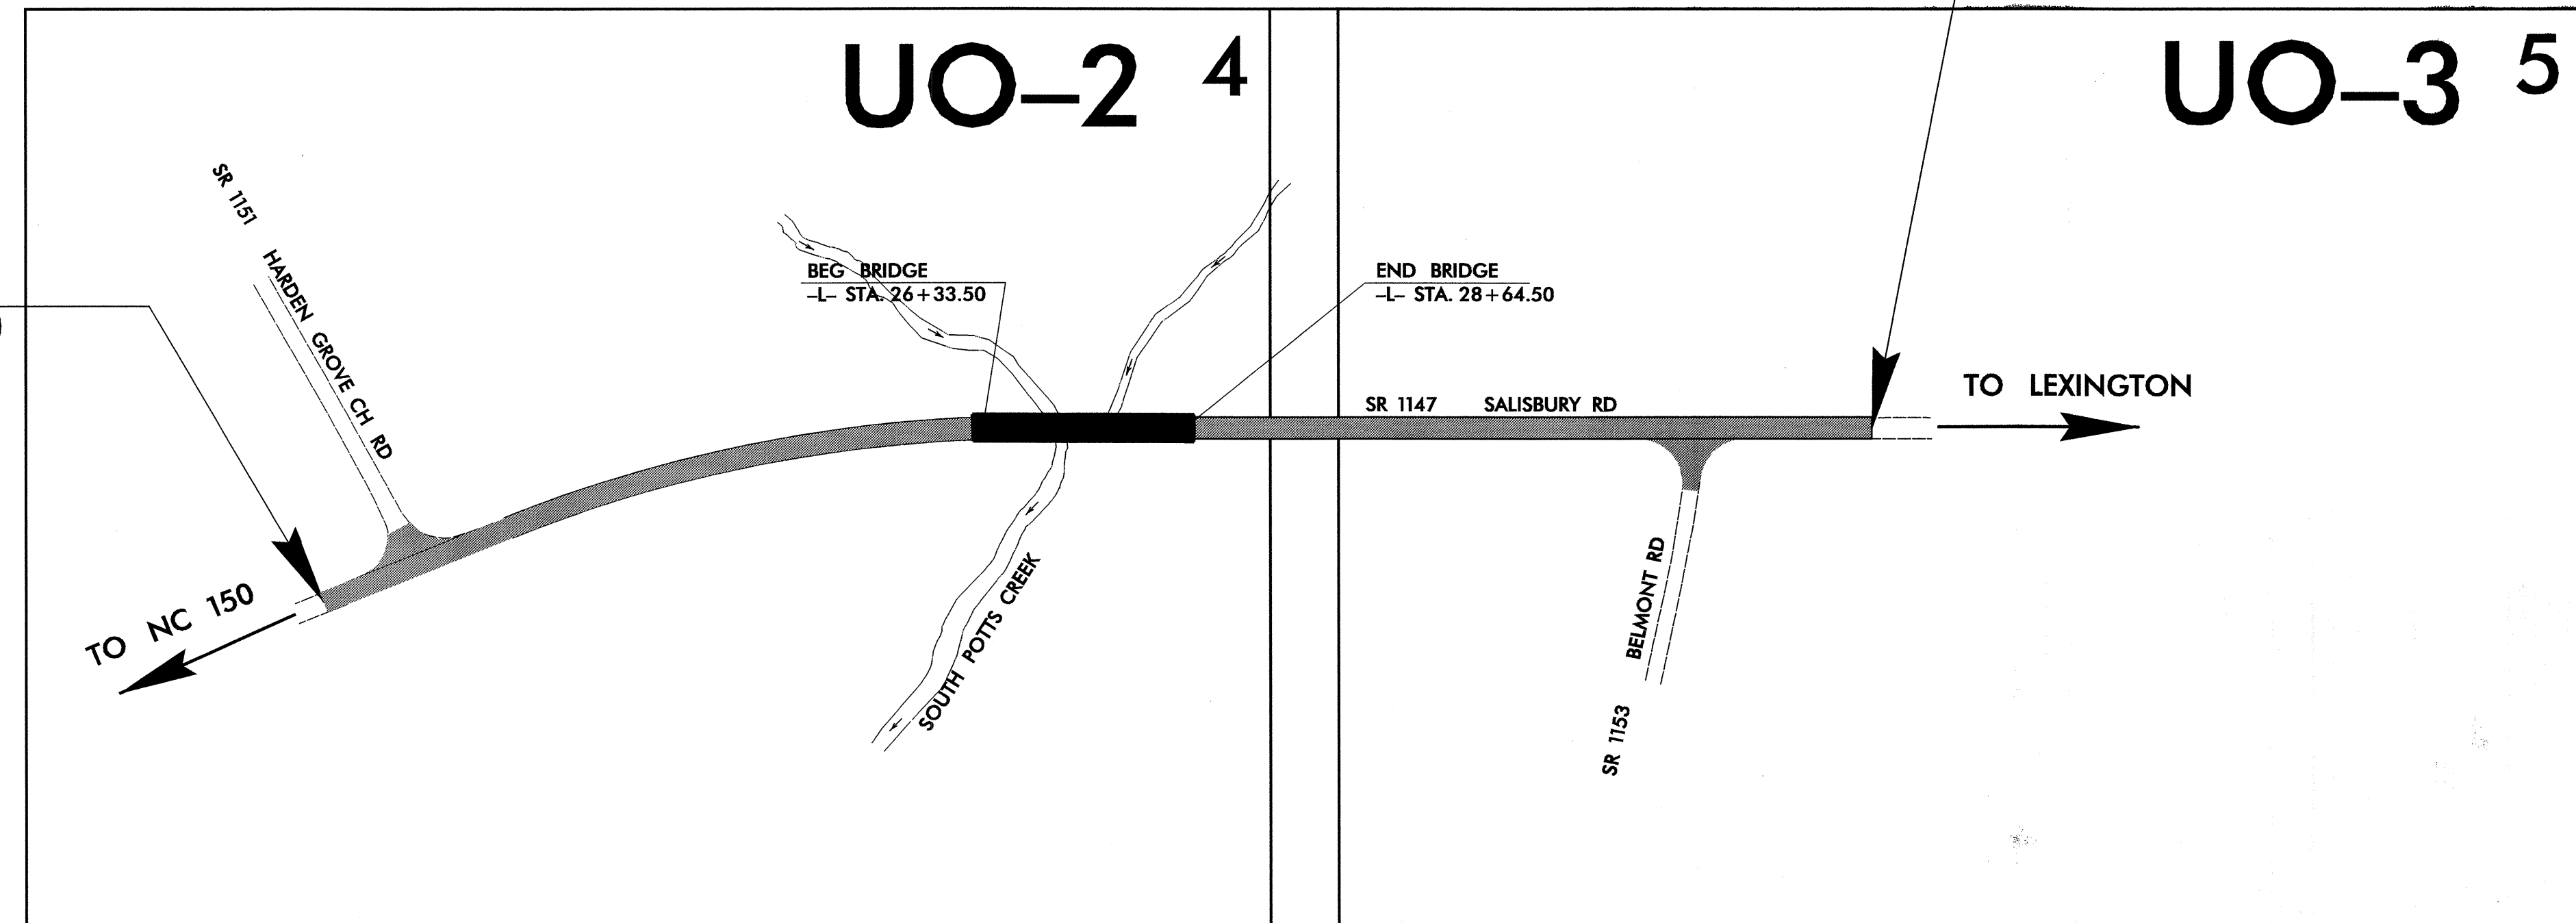 UO–2 4
UO–3 5
SR 1151 HARDEN GROVE CH RD
BEG BRIDGE
–L– STA. 26+33.50
END BRIDGE
–L– STA. 28+64.50
SR 1147 SALISBURY RD
TO LEXINGTON
TO NC 150
SOUTH POTTS CREEK
BELMONT RD
SR 1153